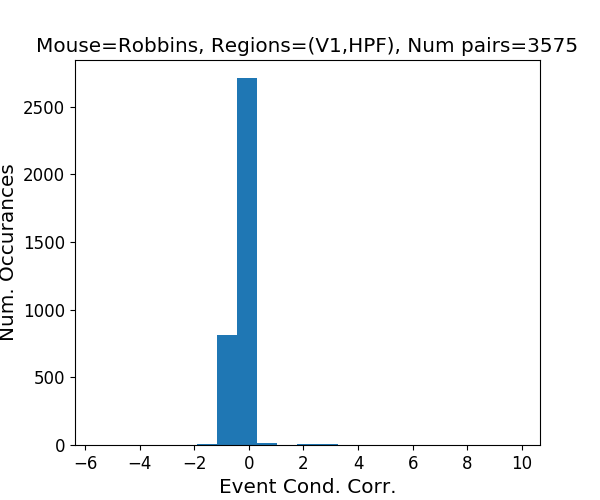 Mouse=Robbins, Regions=(V1,HPF), Num pairs=3575
Num. Occurances
2500
2000
1500
1000
500
0
−6 −4 −2 0 2 4 6 8 10
Event Cond. Corr.